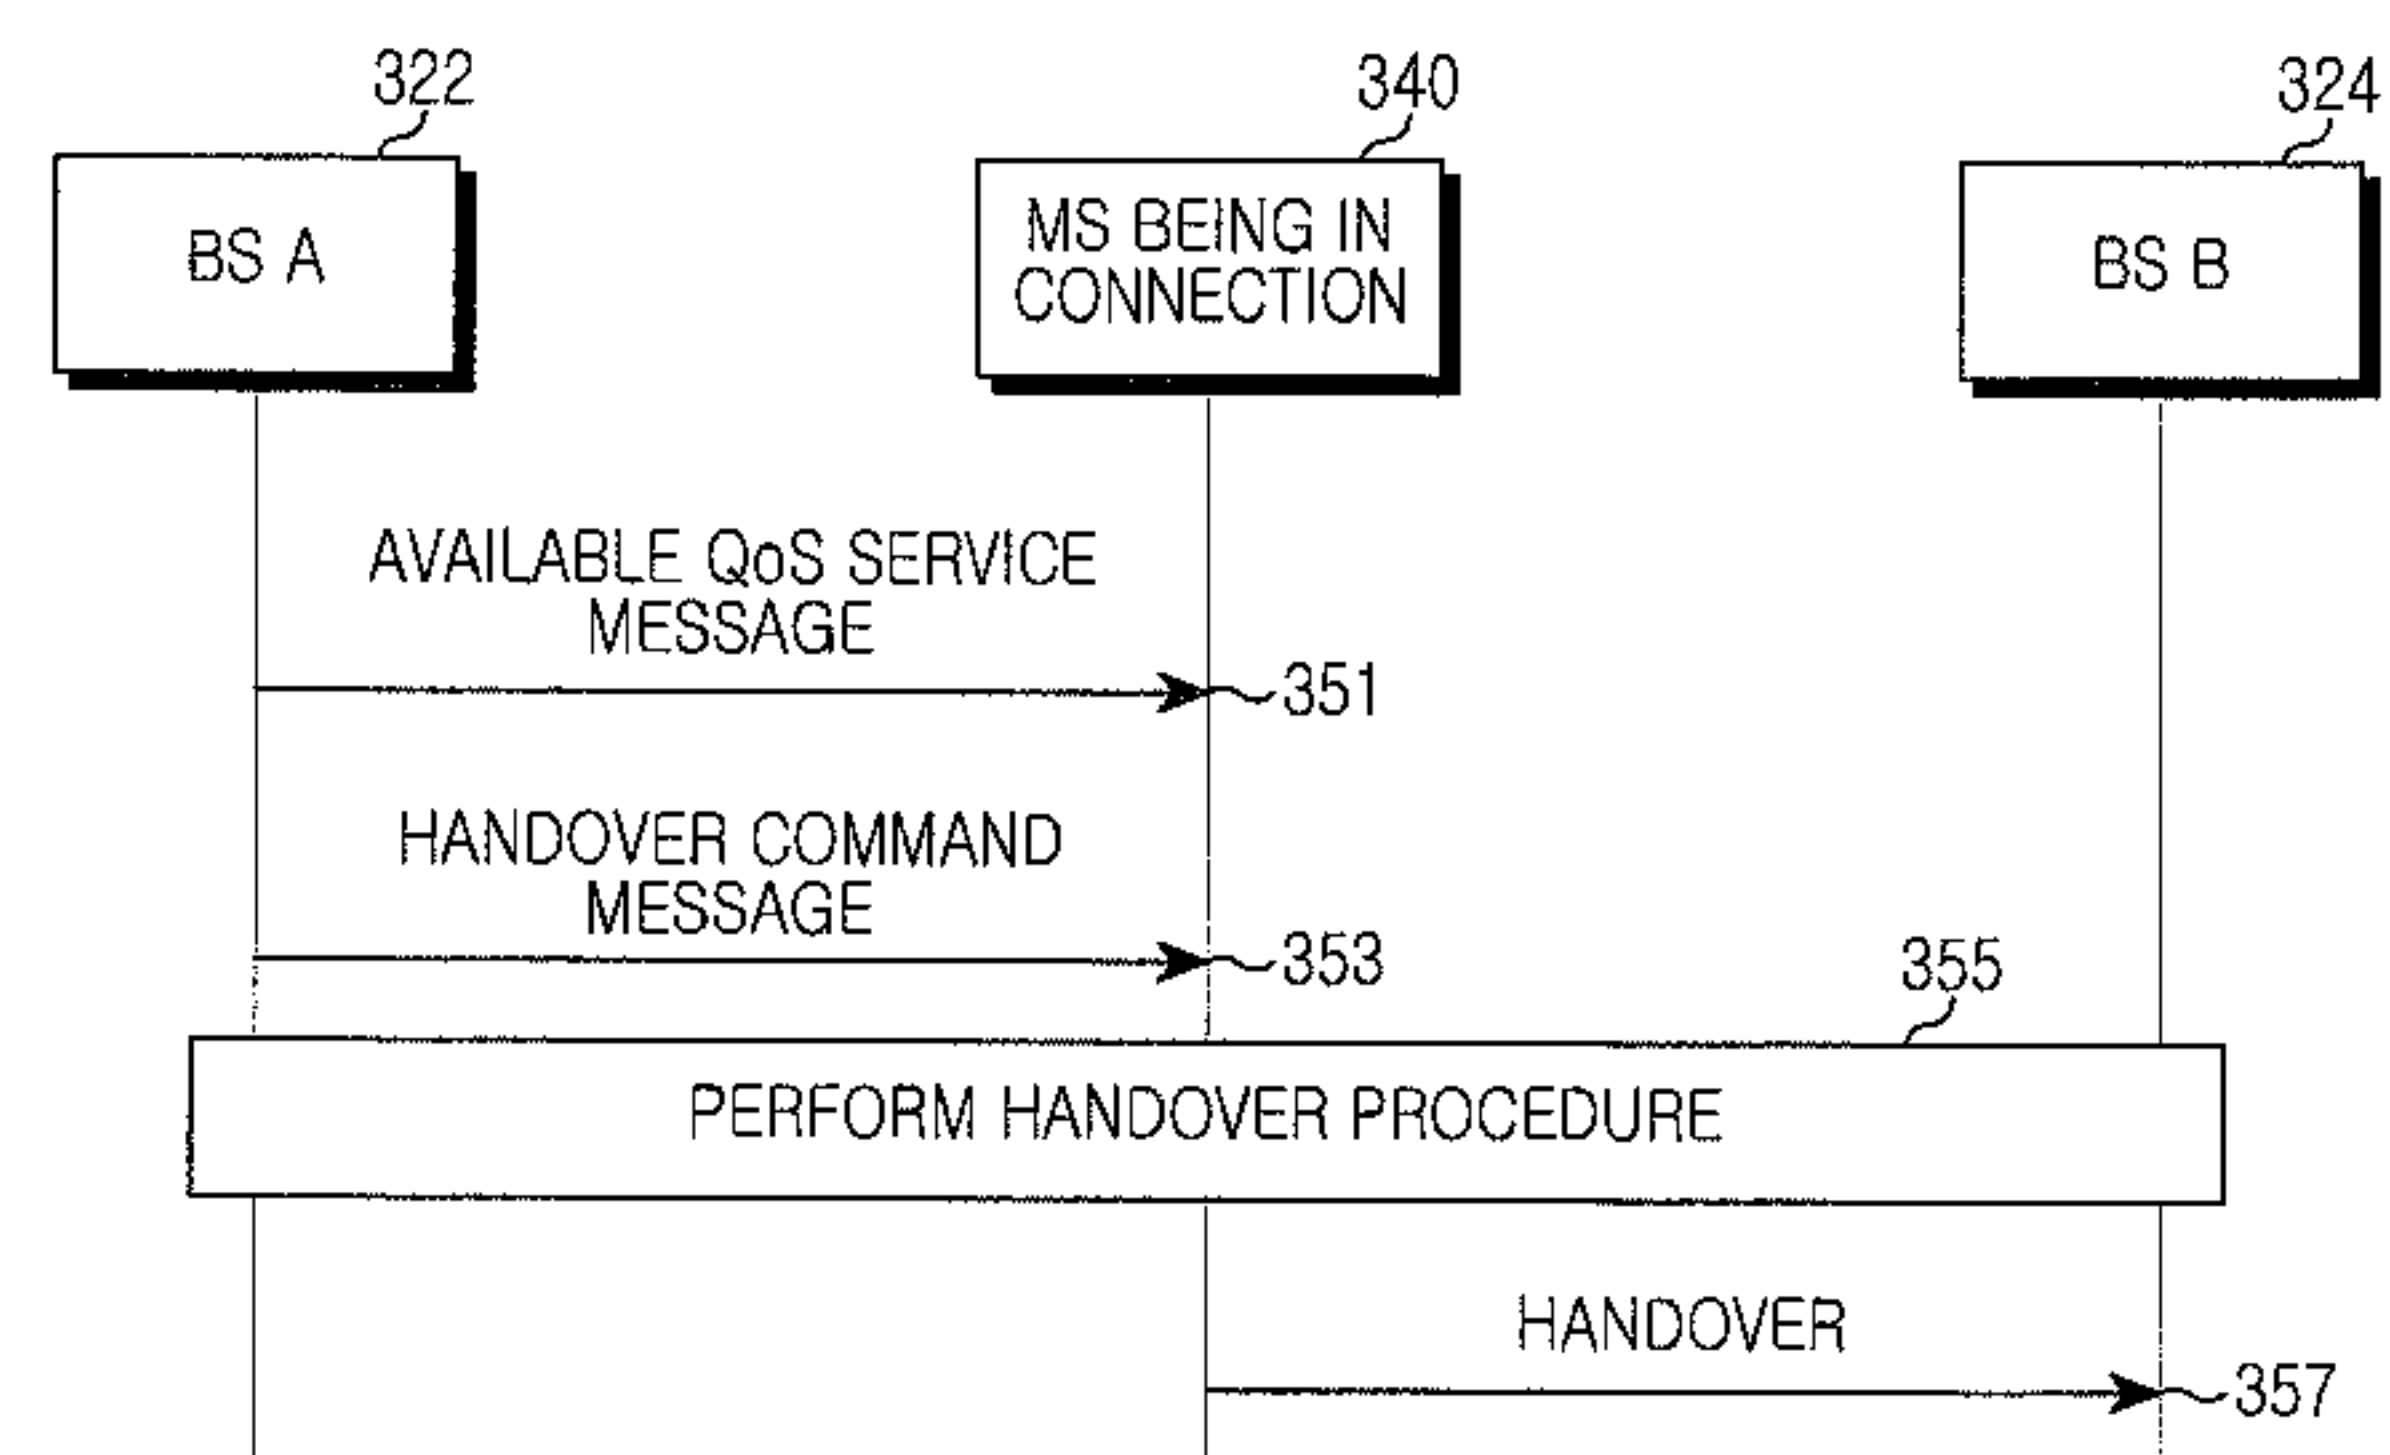 322
340
324
BS A
MS BEING IN
CONNECTION
BS B
AVAILABLE QoS SERVICE
MESSAGE
351
HANDOVER COMMAND
MESSAGE
353
355
PERFORM HANDOVER PROCEDURE
HANDOVER
357